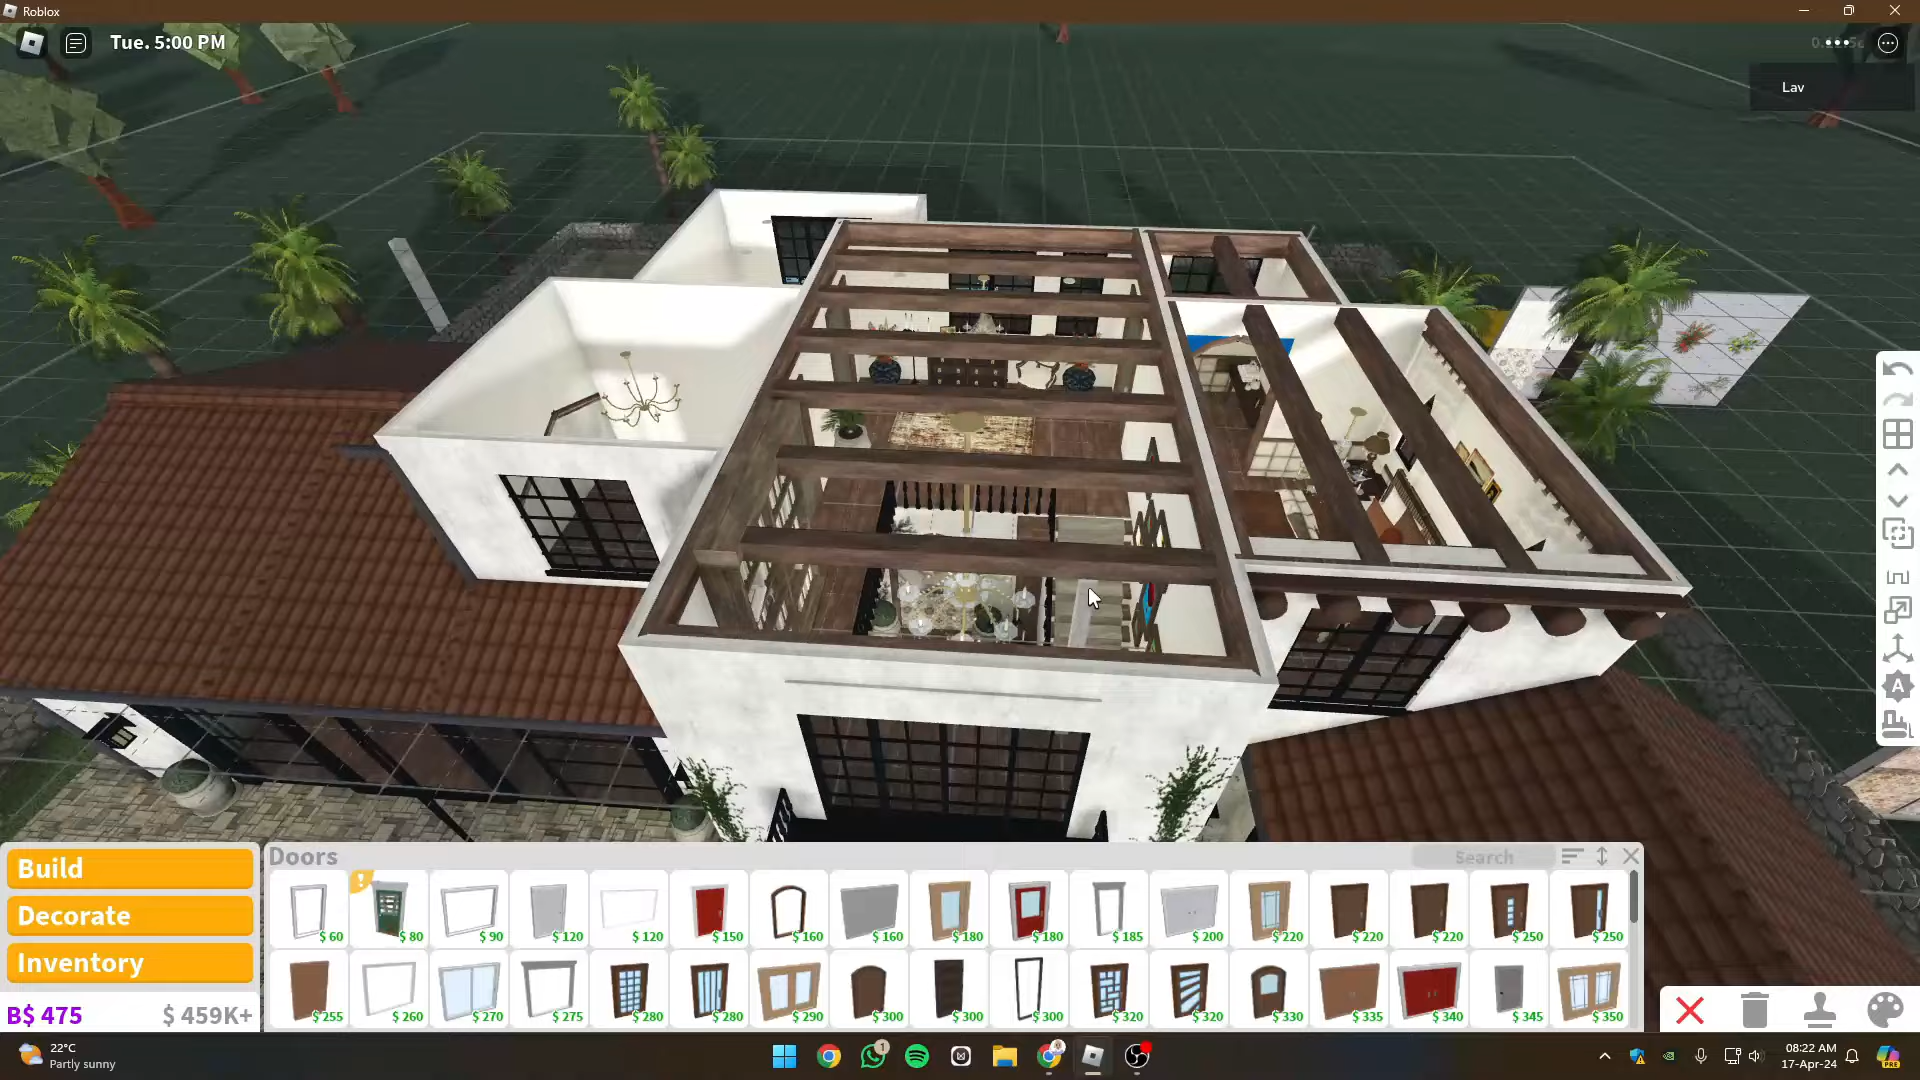 Roblox
Tue. 5:00 PM
Lav
A
Build
Decorate
Inventory
B$ 475
$ 459K+
Doors
Search
!
$ 60
$ 80
$ 90
$ 120
$ 120
$ 150
$ 160
$ 160
$ 180
$ 180
$ 185
$ 200
$ 220
$ 220
$ 220
$ 250
$ 250
$ 255
$ 260
$ 270
$ 275
$ 280
$ 280
$ 290
$ 300
$ 300
$ 300
$ 320
$ 320
$ 330
$ 335
$ 340
$ 345
$ 350
22°C
Partly sunny
1
08:22 AM
17-Apr-24
PRE